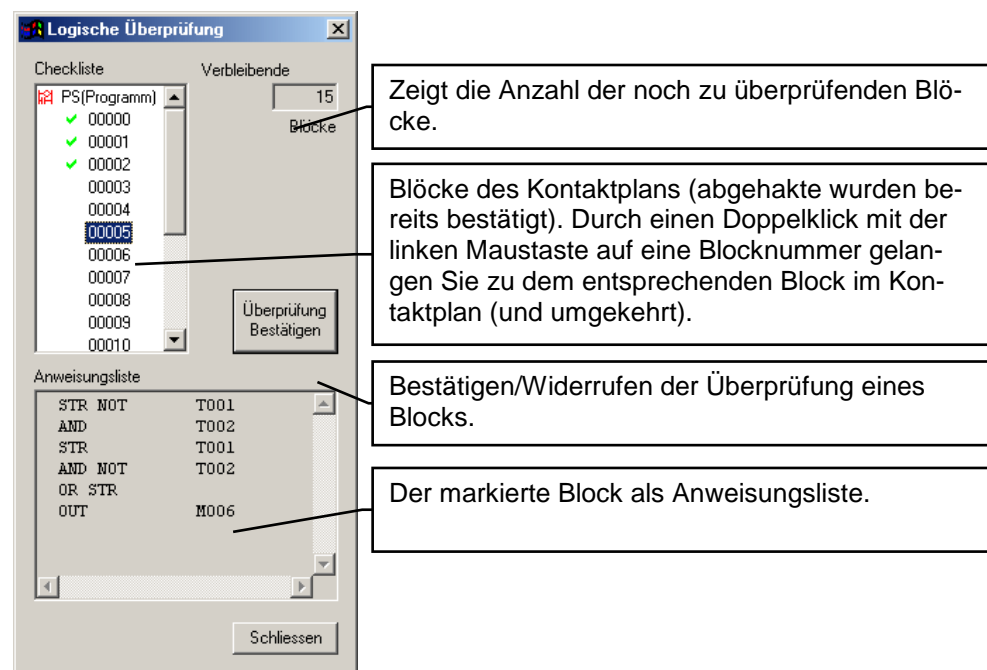 Logische Überprüfung
Checkliste
Verbleibende
PS(Programm)
15
00000
Blöcke
00001
00002
00003
00004
00005
00006
00007
00008
00009
00010
Überprüfung
Bestätigen
Anweisungsliste
STR NOT T001
AND T002
STR T001
AND NOT T002
OR STR
OUT M006
Schliessen
Zeigt die Anzahl der noch zu überprüfenden Blö-
cke.
Blöcke des Kontaktplans (abgehakte wurden be-
reits bestätigt). Durch einen Doppelklick mit der
linken Maustaste auf eine Blocknummer gelan-
gen Sie zu dem entsprechenden Block im Kon-
taktplan (und umgekehrt).
Bestätigen/Widerrufen der Überprüfung eines
Blocks.
Der markierte Block als Anweisungsliste.